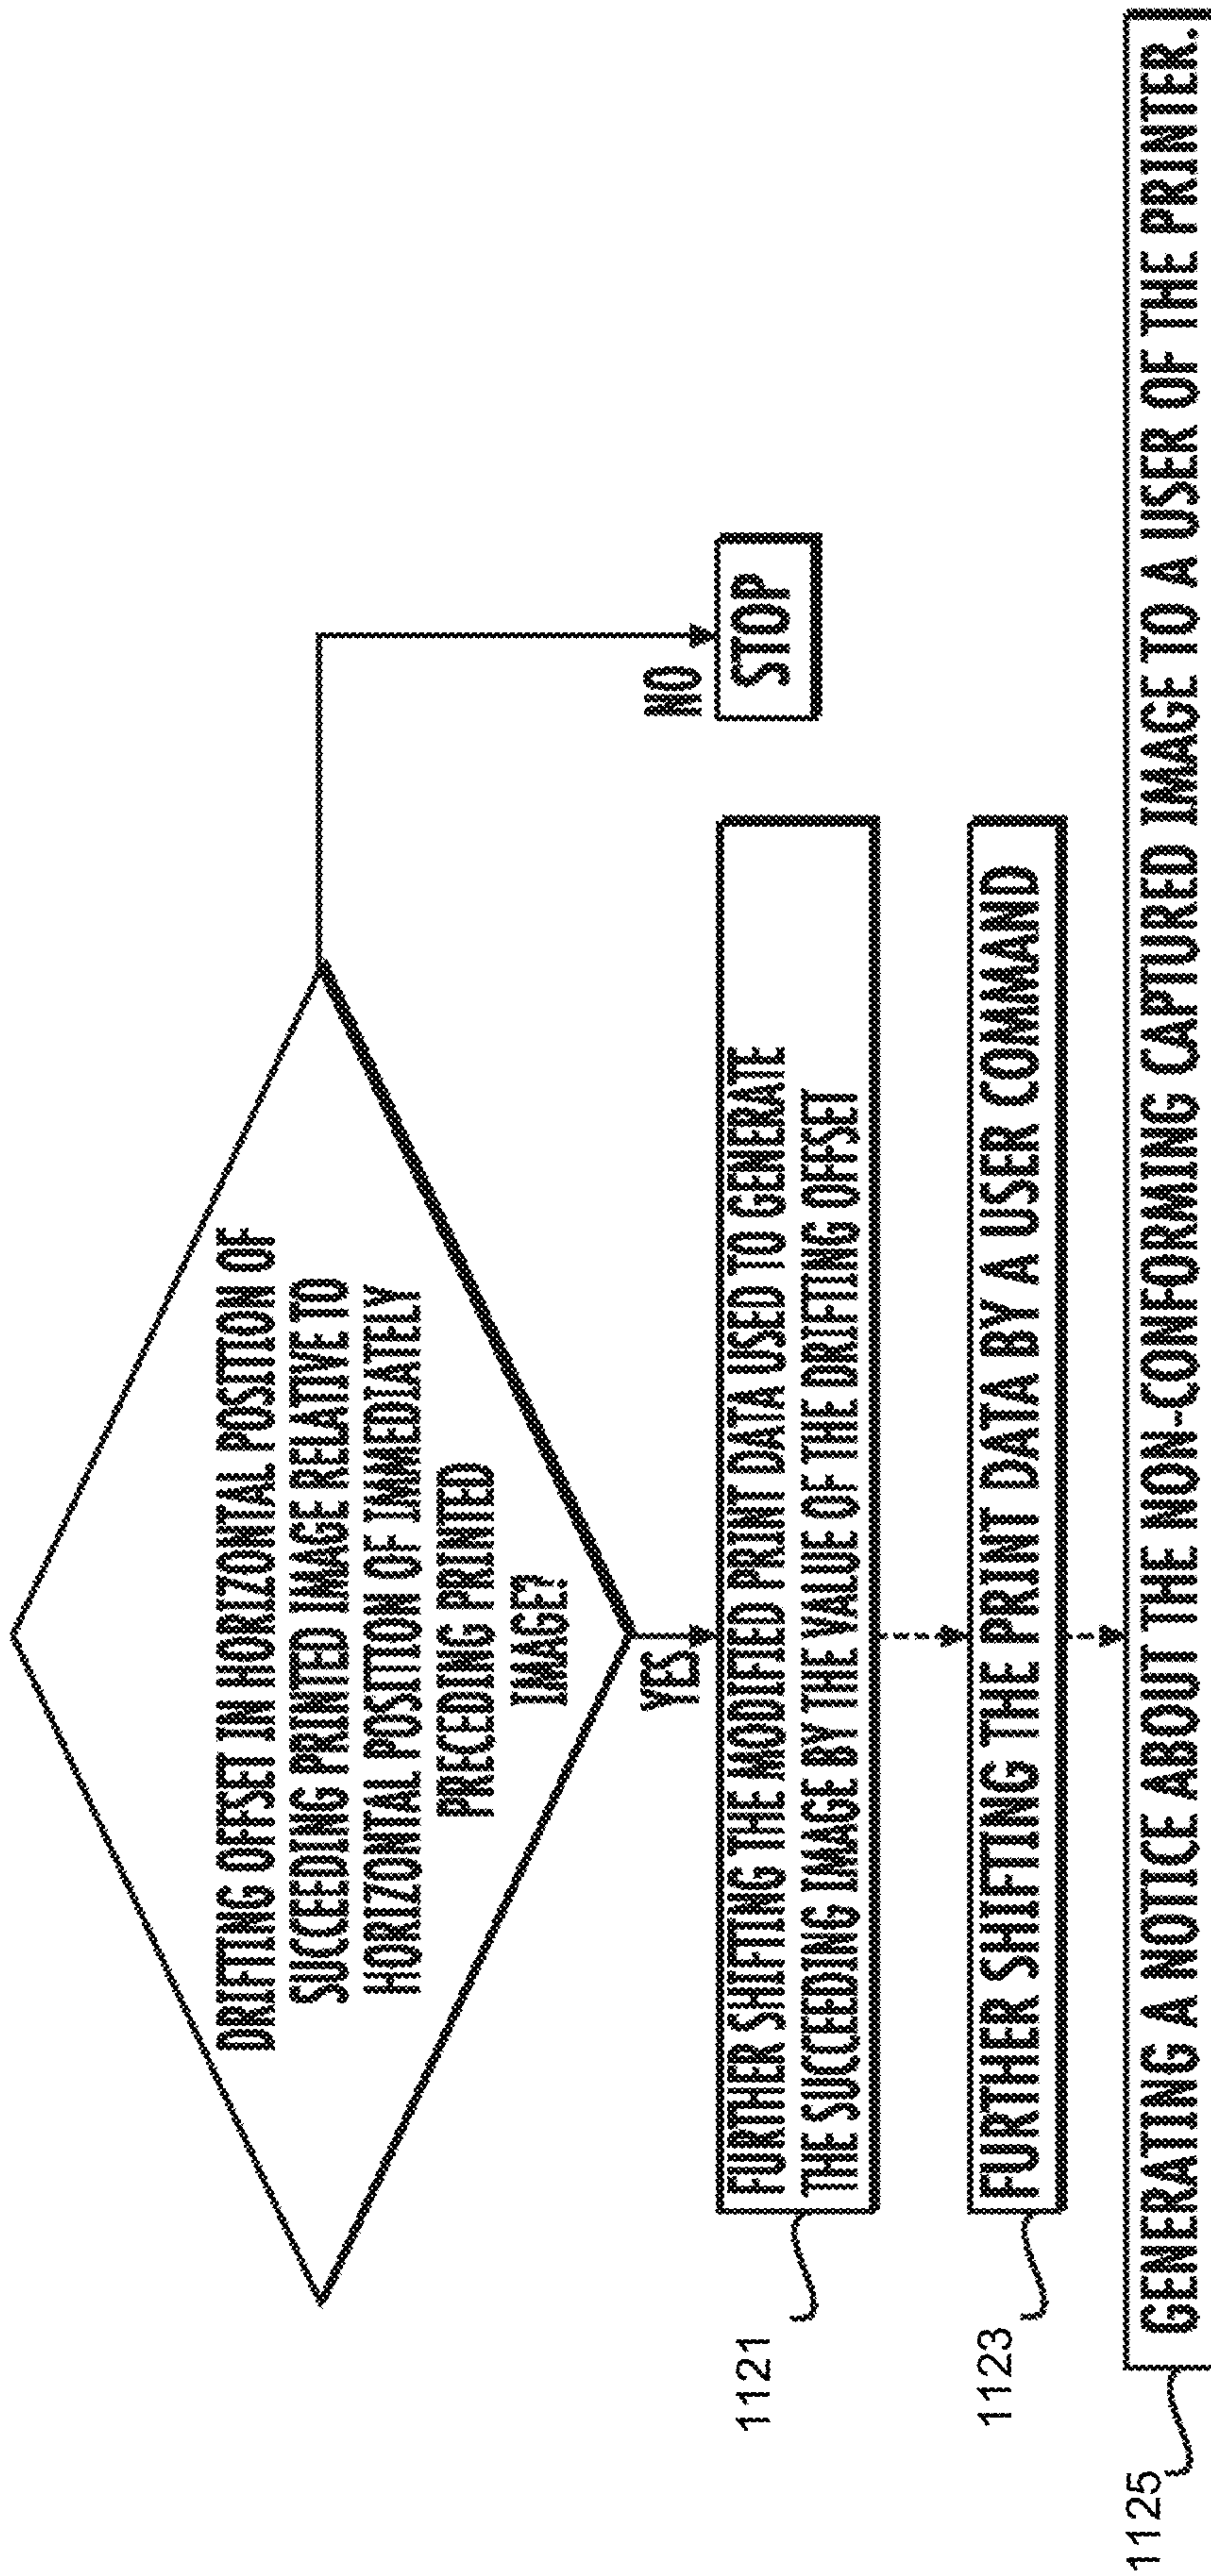 DRIFTING OFFSET IN HORIZONTAL POSITION OF
SUCCEEDING PRINTED IMAGE RELATIVE TO
HORIZONTAL POSITION OF IMMEDIATELY
PRECEDING PRINTED
IMAGE?
YES
NO
STOP
1121
FURTHER SHIFTING THE MODIFIED PRINT DATA USED TO GENERATE
THE SUCCEEDING IMAGE BY THE VALUE OF THE DRIFTING OFFSET
1123
FURTHER SHIFTING THE PRINT DATA BY A USER COMMAND
1125
GENERATING A NOTICE ABOUT THE NON-CONFORMING CAPTURED IMAGE TO A USER OF THE PRINTER.